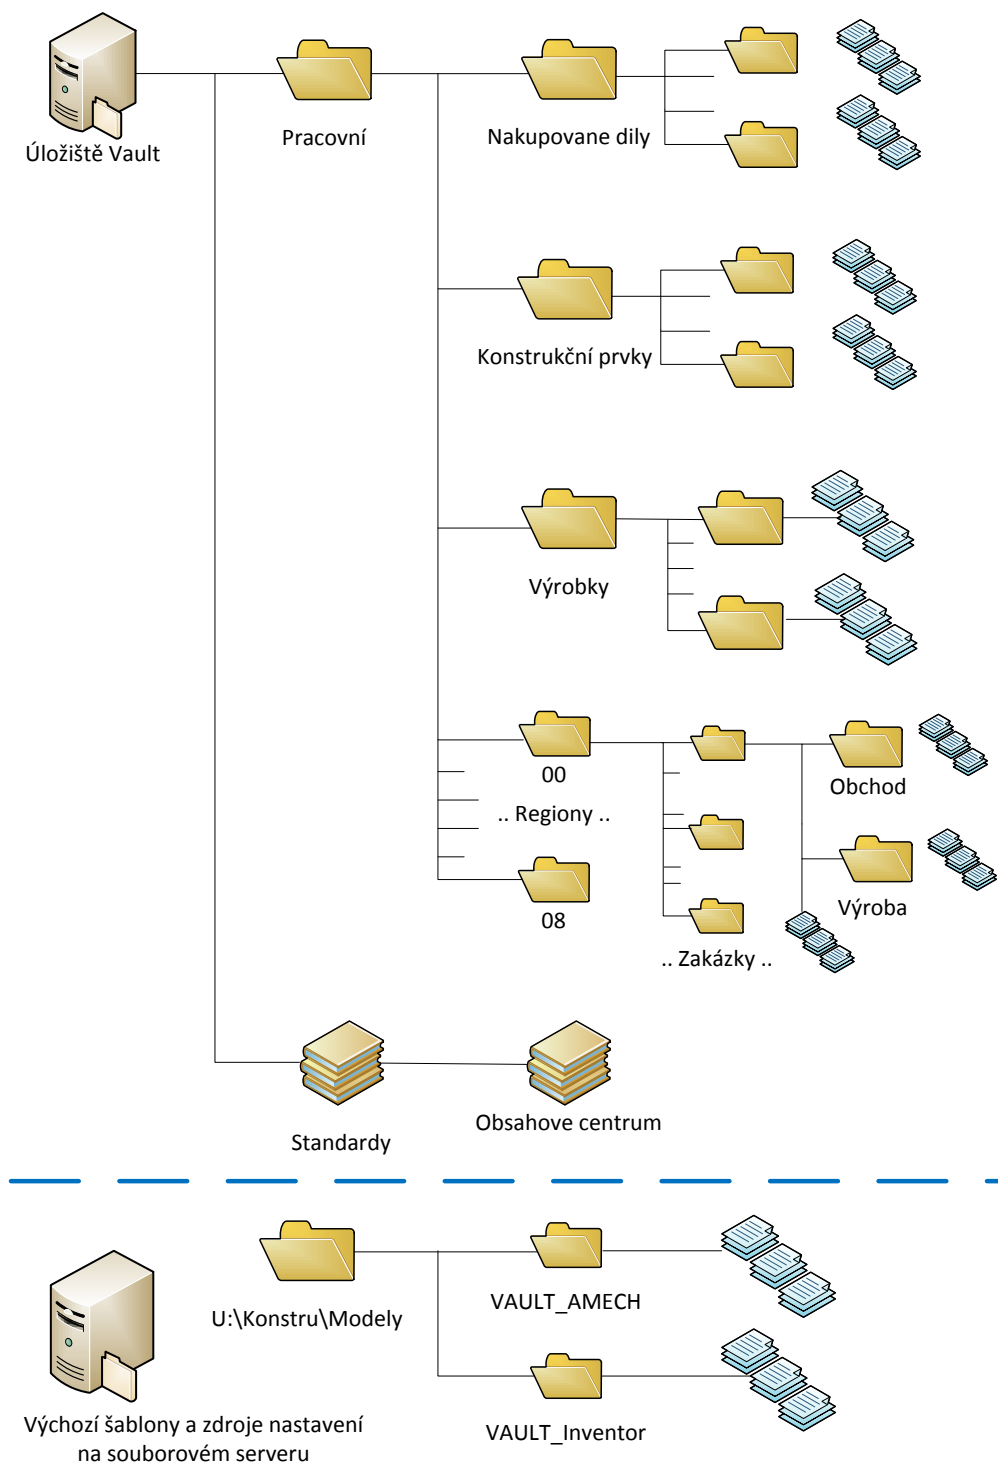 Úložiště Vault
Pracovní
Nakupovane dily
Konstrukční prvky
Výrobky
00
.. Regiony ..
08
Obchod
Výroba
.. Zakázky ..
Standardy
Obsahove centrum
U:\Konstru\Modely
VAULT_AMECH
VAULT_Inventor
Výchozí šablony a zdroje nastavení
na souborovém serveru